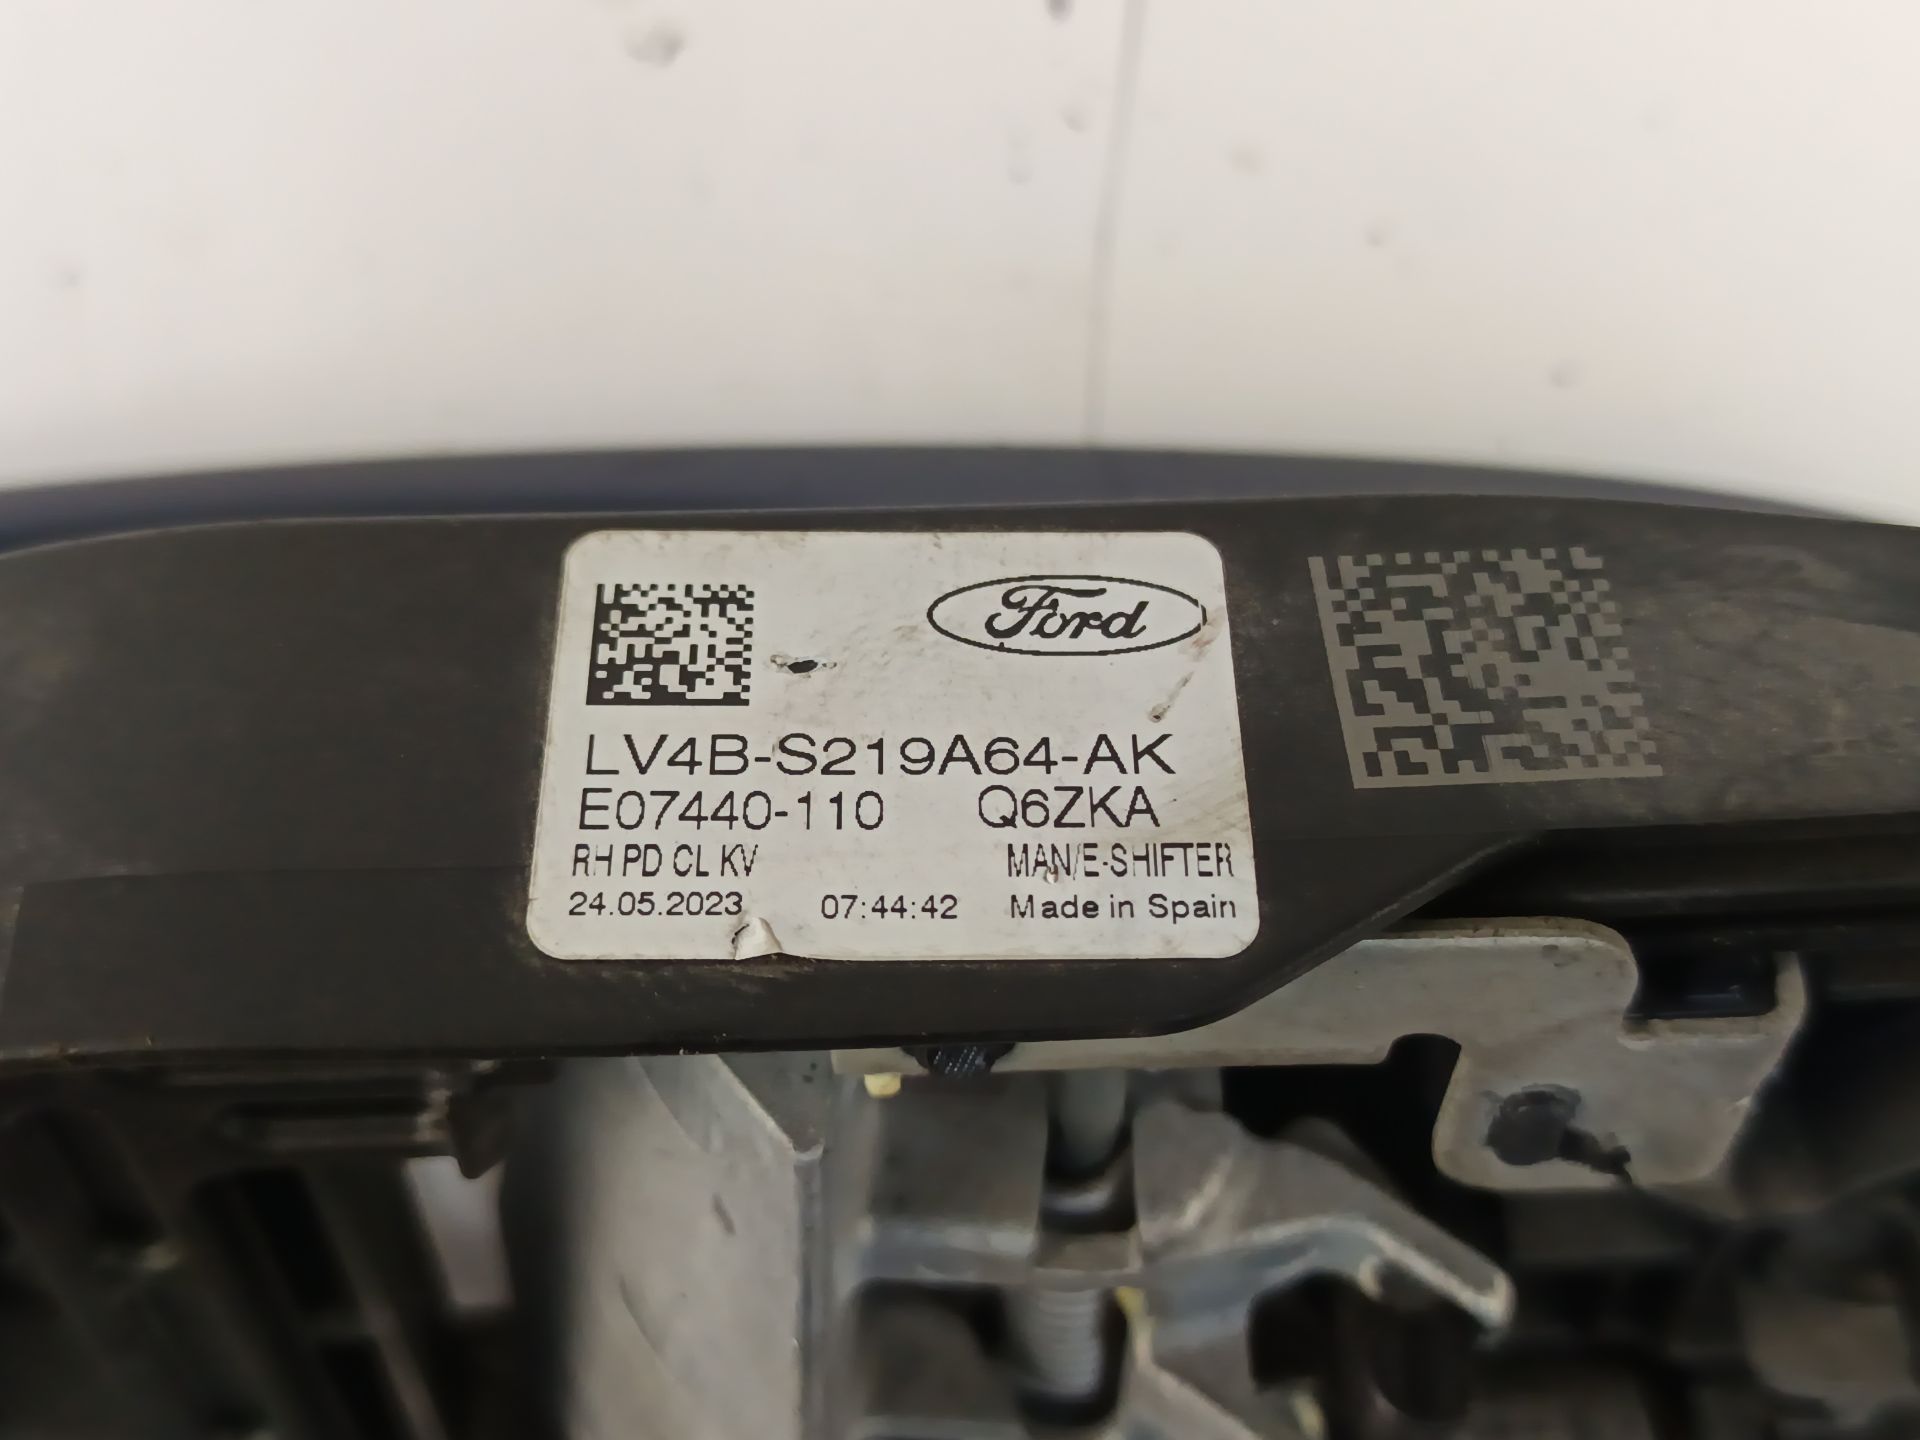 Ford
LV4B-S219A64-AK
E07440-110 Q6ZKA
RH PD CL KV MAN/E-SHIFTER
24.05.2023 07:44:42 Made in Spain